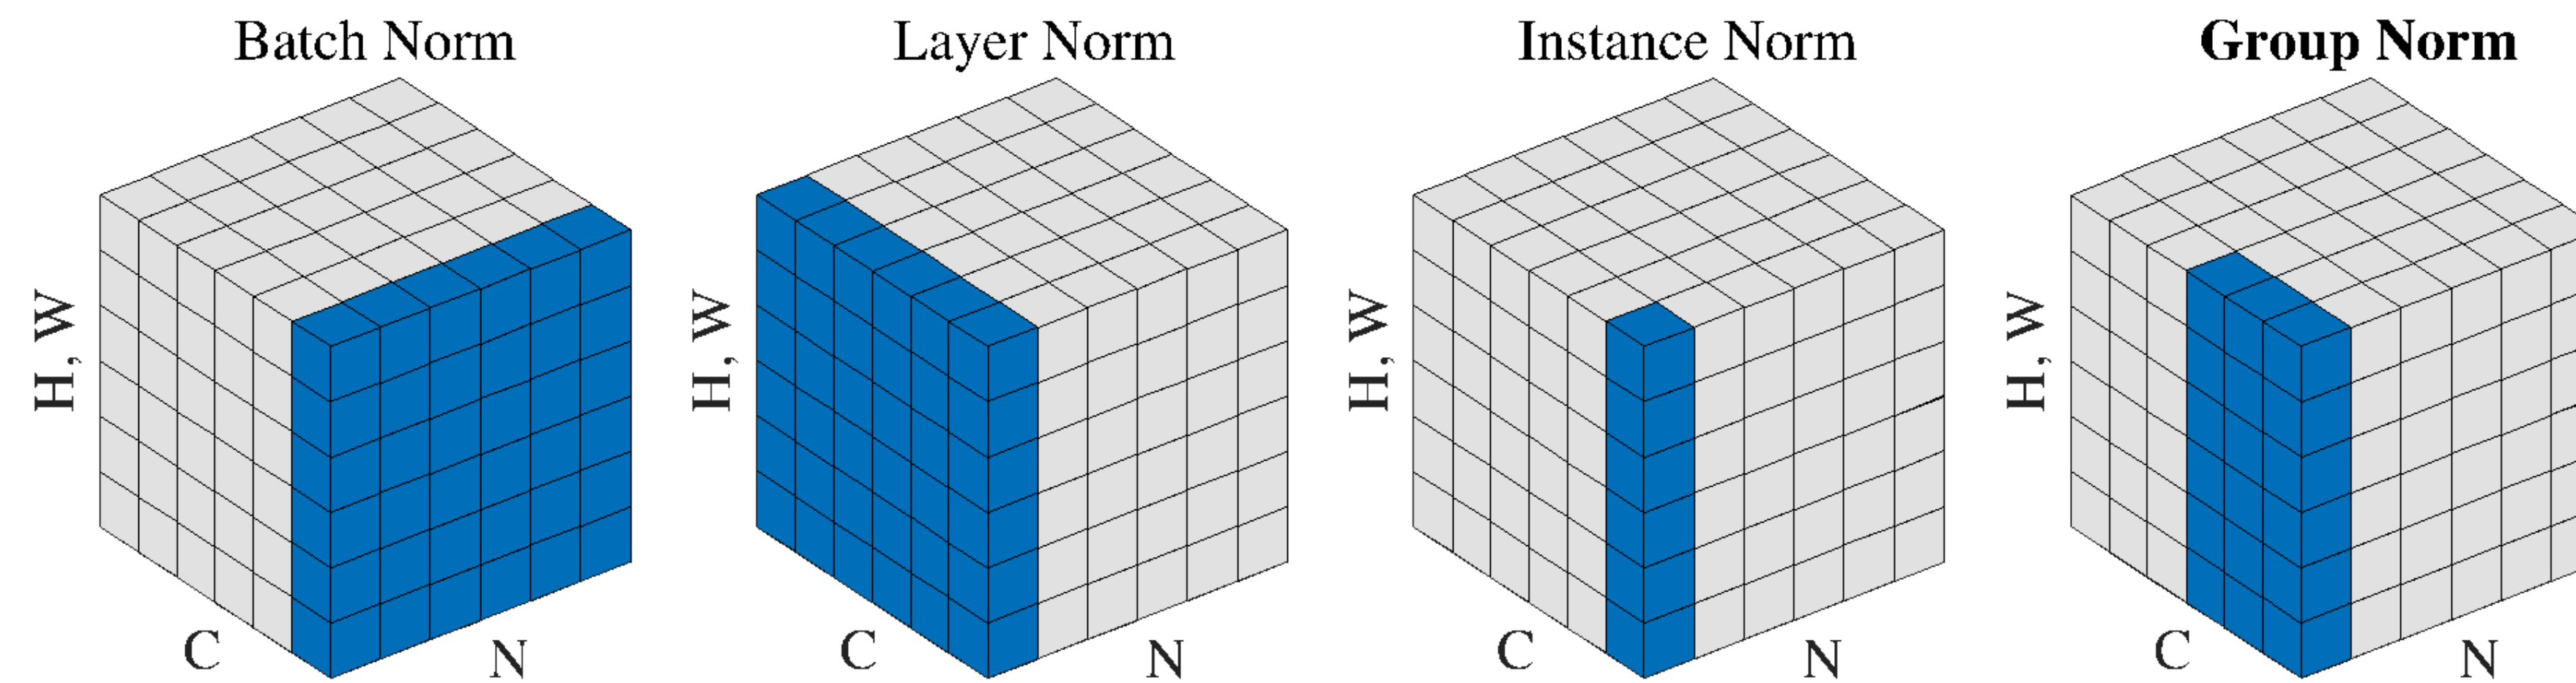 Batch Norm
Layer Norm
Instance Norm
Group Norm
H, W
C
N
H, W
C
N
H, W
C
N
H, W
C
N